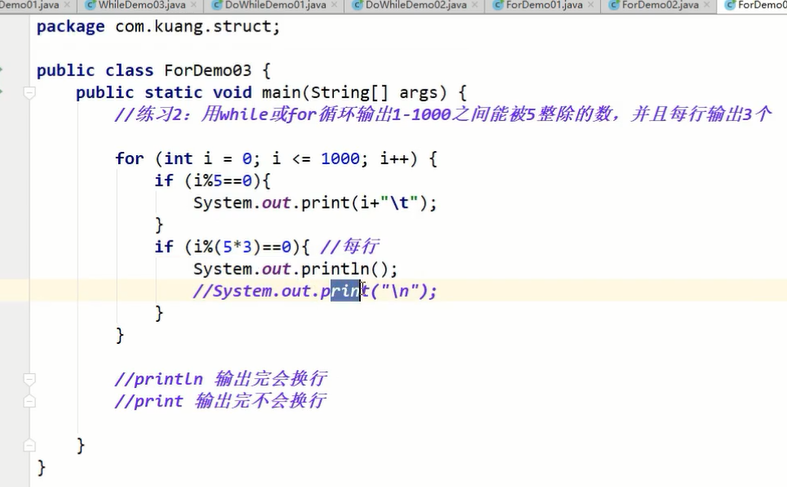 Demo01.java WhileDemo03.java DoWhileDemo01.java DoWhileDemo02.java ForDemo01.java ForDemo02.java ForDemo0
package com.kuang.struct;
public class ForDemo03 {
public static void main(String[] args) {
//练习2：用while或for循环输出1-1000之间能被5整除的数，并且每行输出3个
for (int i = 0; i <= 1000; i++) {
if (i%5==0){
System.out.print(i+"\t");
}
if (i%(5*3)==0){ //每行
System.out.println();
//System.out.print("\n");
}
}
//println 输出完会换行
//print 输出完不会换行
}
}